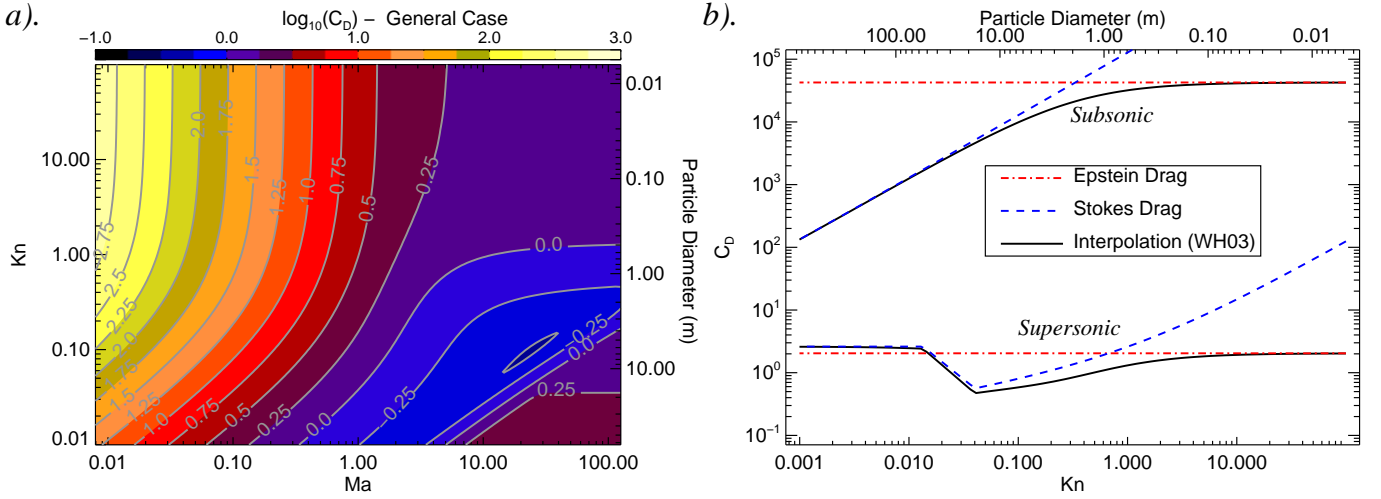 a).
log10(CD) – General Case
−1.0 0.0 1.0 2.0 3.0
Kn
10.00
1.00
0.10
0.01
0.01 0.10 1.00 10.00 100.00
Ma
0.01
0.10
1.00
10.00
Particle Diameter (m)
2.0 1.75 1.5 1.25 1.0 0.75 0.5 0.25
2.75
2.5
2.25
2.0
1.75
1.5 1.25 1.0 0.75 0.5 0.25 0.0
0.0
−0.25
0.0
0.25
b).
Particle Diameter (m)
100.00 10.00 1.00 0.10 0.01
CD
10^5
10^4
10^3
10^2
10^1
10^0
10^−1
Subsonic
Epstein Drag
Stokes Drag
Interpolation (WH03)
Supersonic
0.001 0.010 0.100 1.000 10.000
Kn